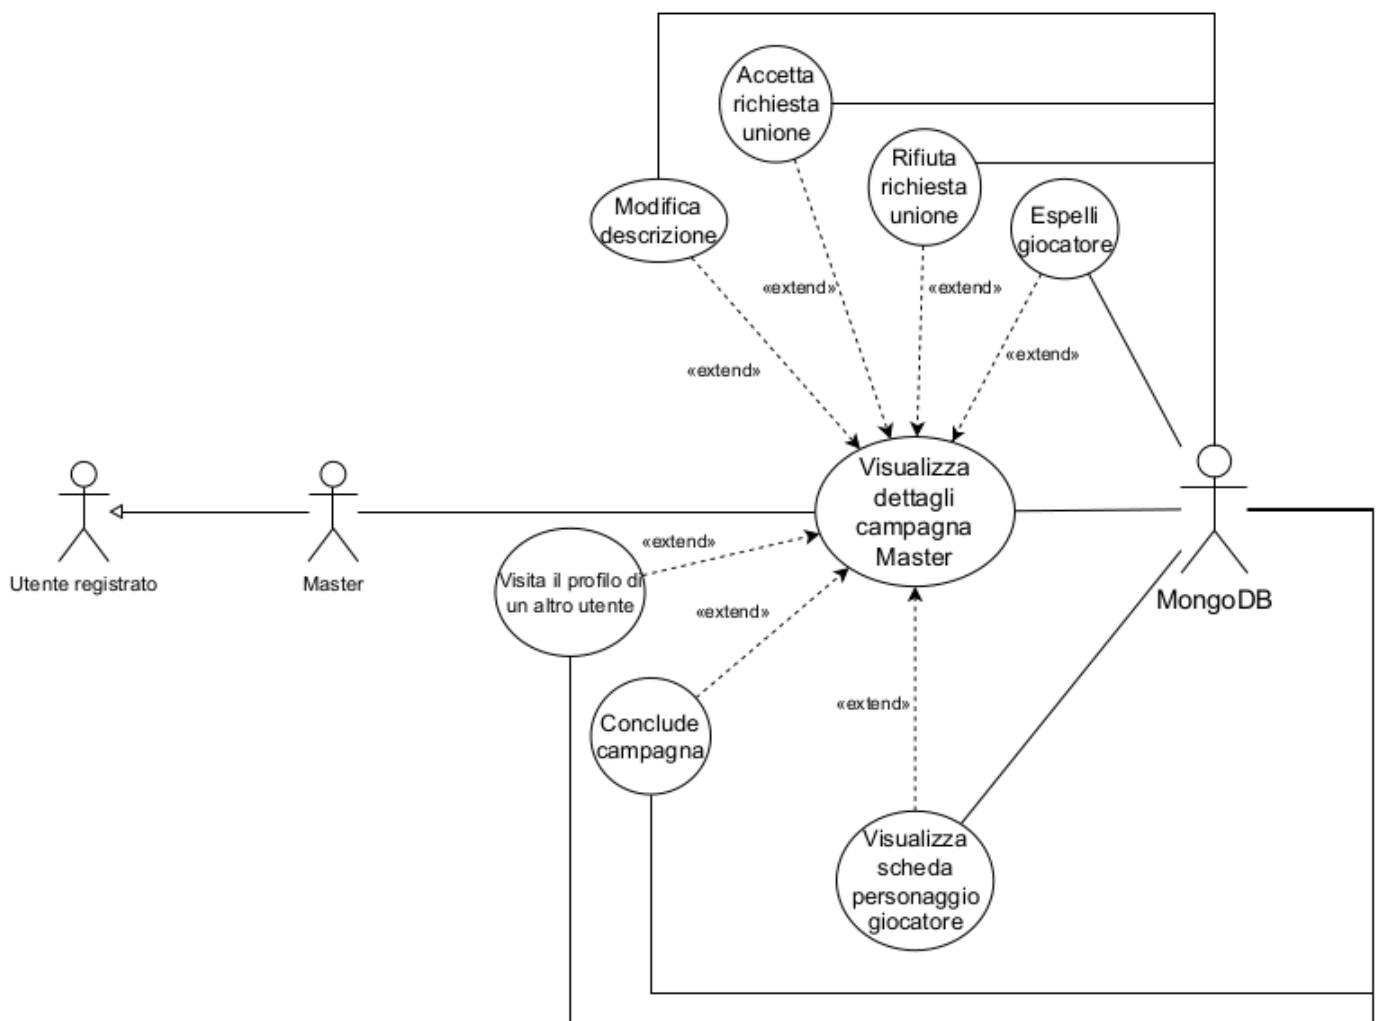 Accetta
richiesta
unione
Rifiuta
richiesta
unione
Modifica
descrizione
Espelli
giocatore
«extend»
«extend»
«extend»
«extend»
Visualizza
dettagli
campagna
Master
«extend»
Visita il profilo di
un altro utente
Utente registrato
Master
MongoDB
«extend»
«extend»
Conclude
campagna
Visualizza
scheda
personaggio
giocatore